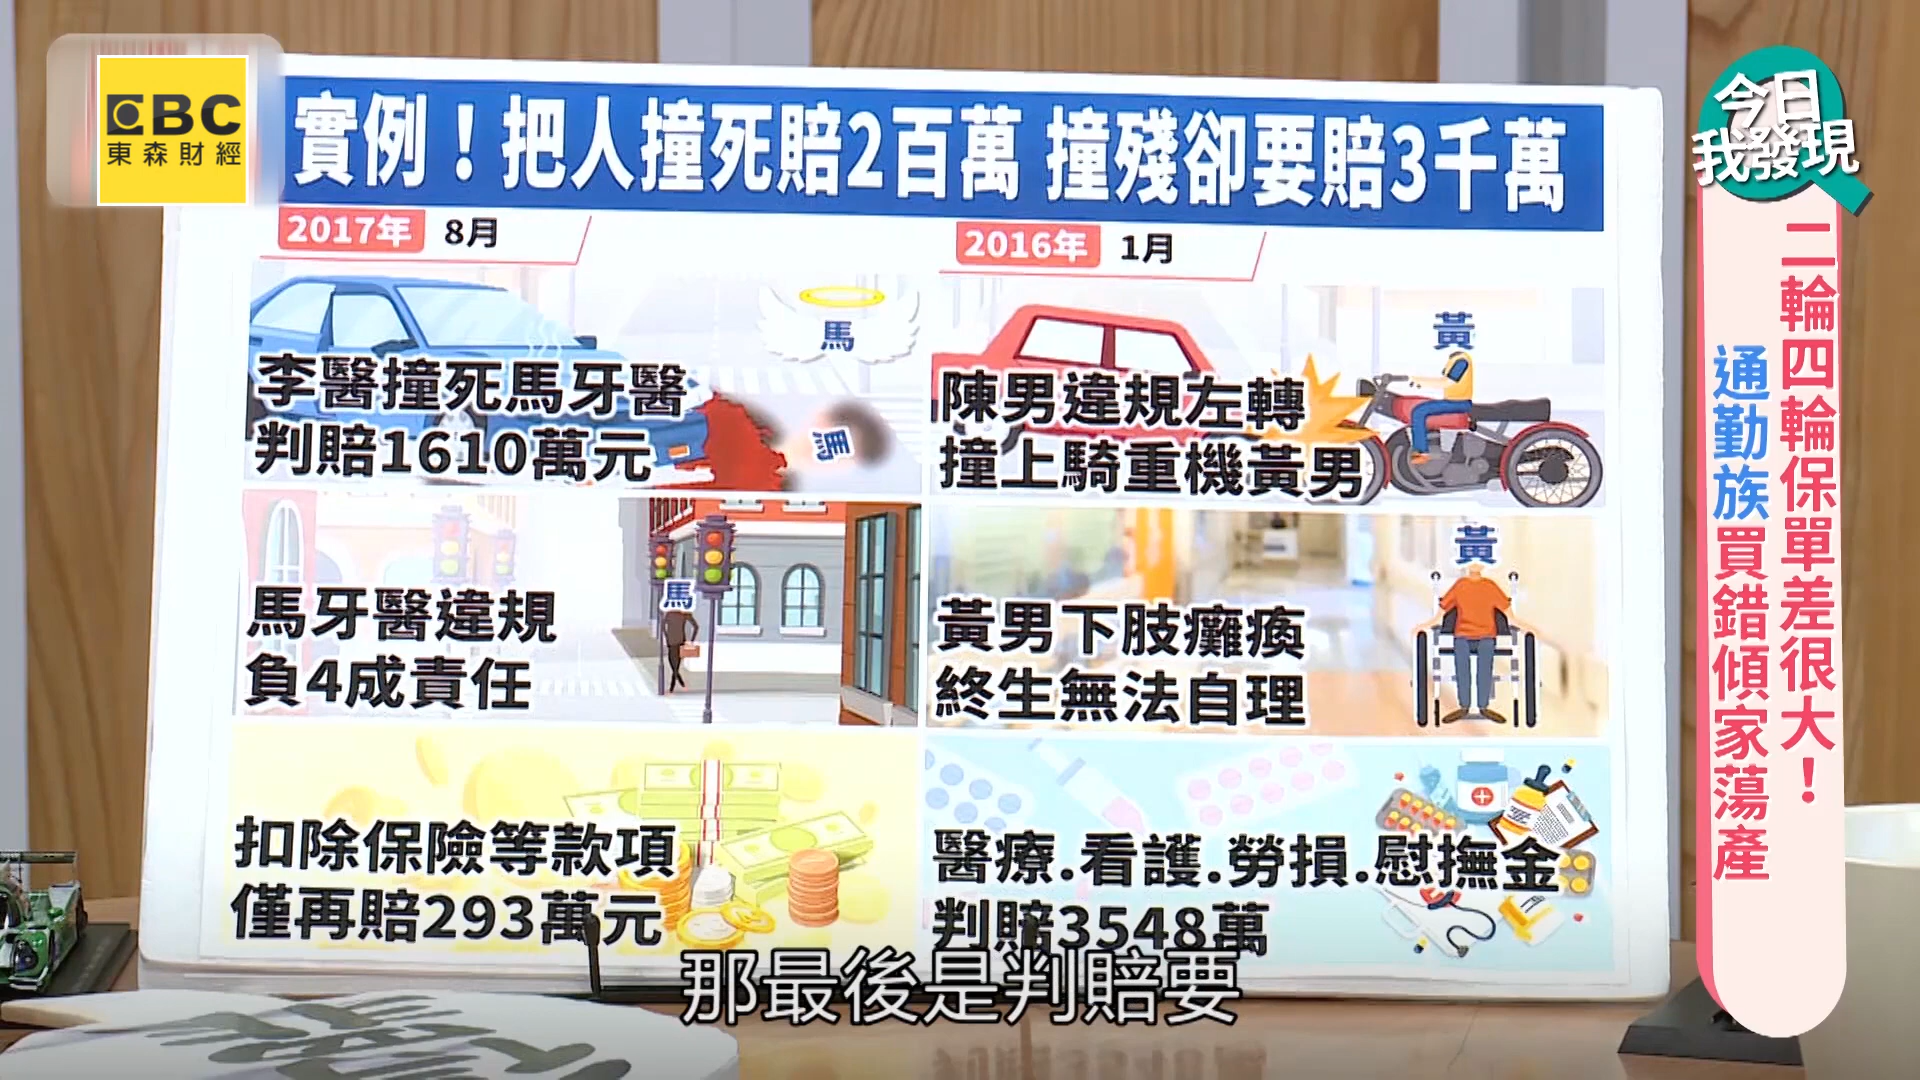 EBC
東森財經
今日
我發現
二輪四輪保單差很大！
通勤族買錯傾家蕩產
實例！把人撞死賠2百萬 撞殘卻要賠3千萬
2017年 8月
馬
李醫撞死馬牙醫
判賠1610萬元
馬
馬牙醫違規
負4成責任
馬
扣除保險等款項
僅再賠293萬元
2016年 1月
黃
陳男違規左轉
撞上騎重機黃男
黃
黃男下肢癱瘓
終生無法自理
醫療.看護.勞損.慰撫金
判賠3548萬
那最後是判賠要